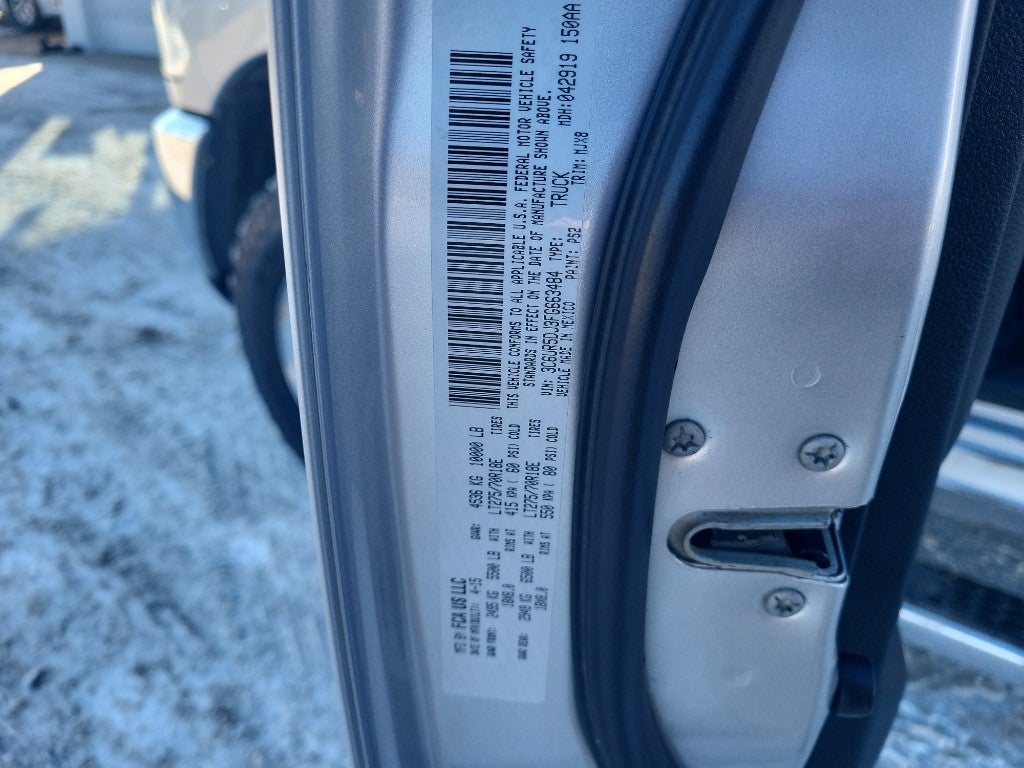 MFD BY FCA US LLC
DATE OF MANUFACTURE: 4-15 GVWR: 4536 KG 10000 LB
GAWR FRONT: 2495 KG 5500 LB WITH LT275/70R18E TIRES
18X8.0 RIMS AT 415 KPA ( 60 PSI) COLD
GAWR REAR: 2949 KG 6500 LB WITH LT275/70R18E TIRES
18X8.0 RIMS AT 550 KPA ( 80 PSI) COLD
THIS VEHICLE CONFORMS TO ALL APPLICABLE U.S.A. FEDERAL MOTOR VEHICLE SAFETY
STANDARDS IN EFFECT ON THE DATE OF MANUFACTURE SHOWN ABOVE.
VIN: 3C6UR5DJ3FG663484 TYPE: TRUCK MDH:042919 150AA
VEHICLE MADE IN MEXICO PAINT: PS2 TRIM: MJX8